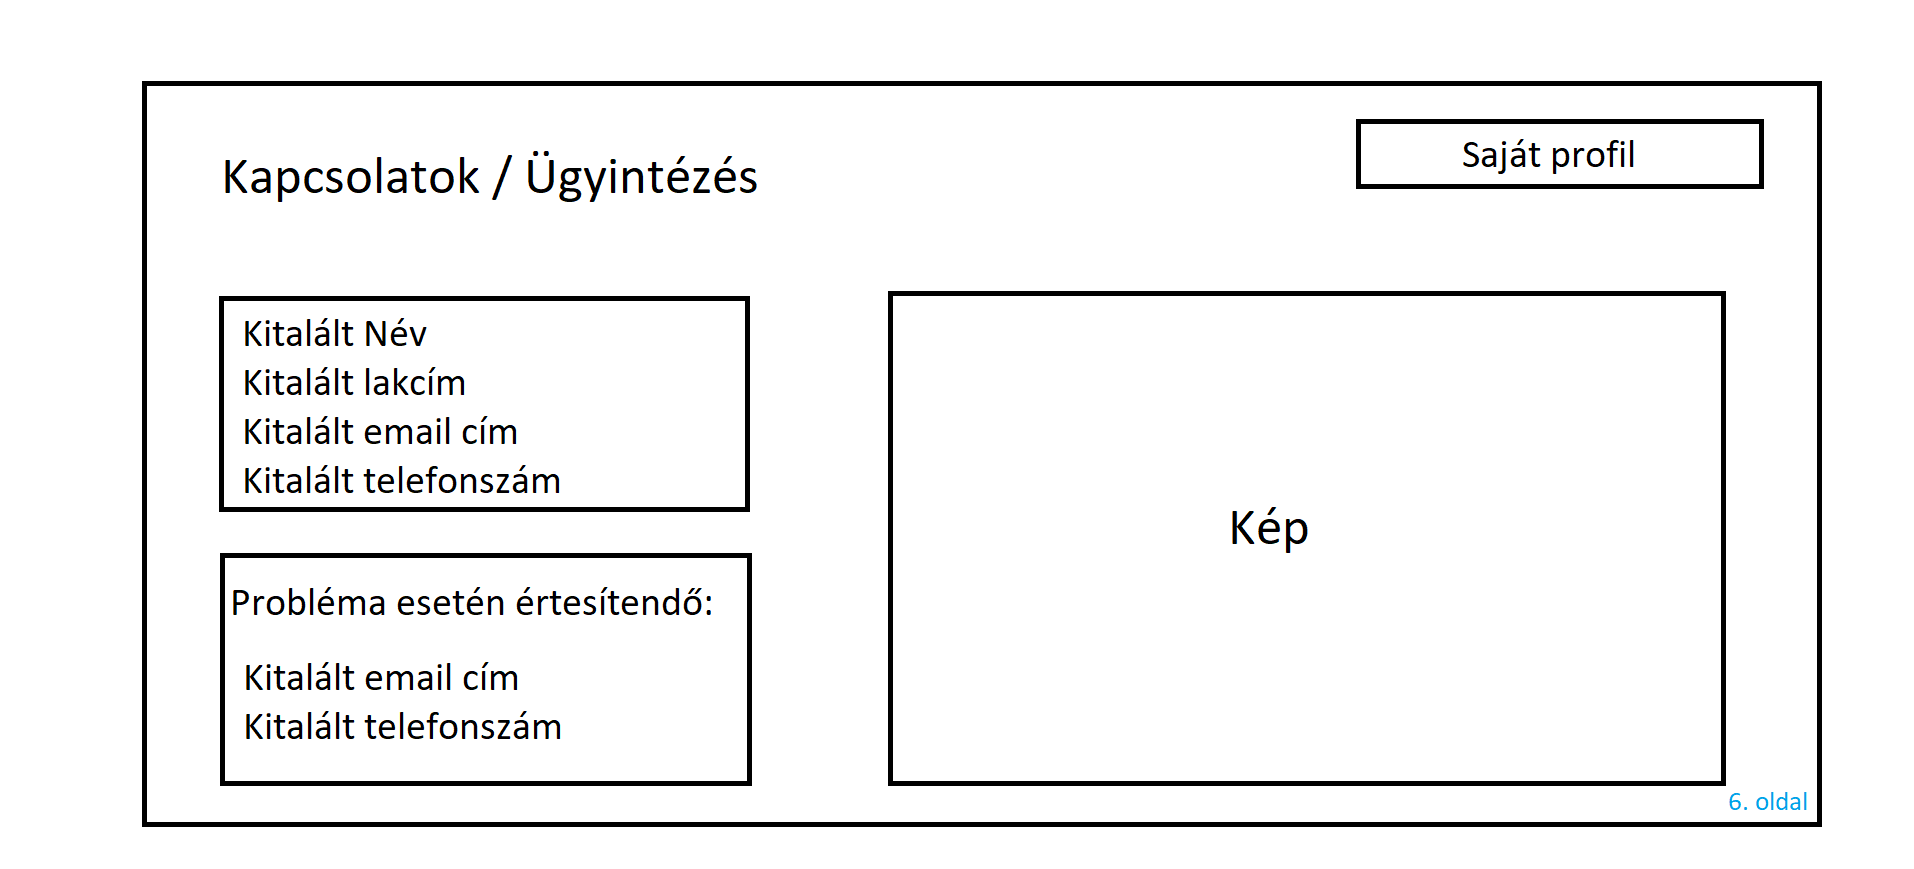 Saját profil
Kapcsolatok / Ügyintézés
Kitalált Név
Kitalált lakcím
Kitalált email cím
Kitalált telefonszám
Probléma esetén értesítendő:
Kitalált email cím
Kitalált telefonszám
Kép
6. oldal